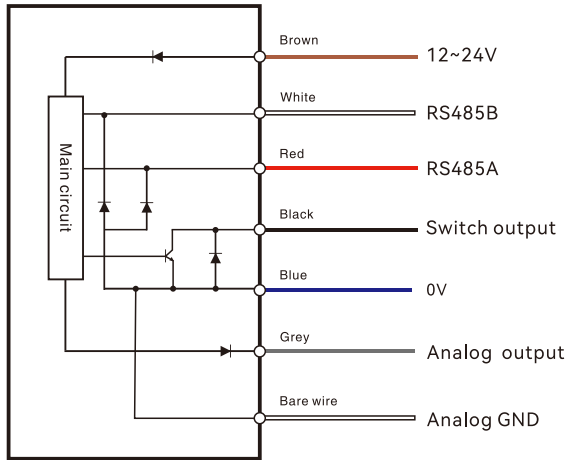 Brown
12~24V
White
RS485B
Main circuit
Red
RS485A
Black
Switch output
Blue
0V
Grey
Analog output
Bare wire
Analog GND